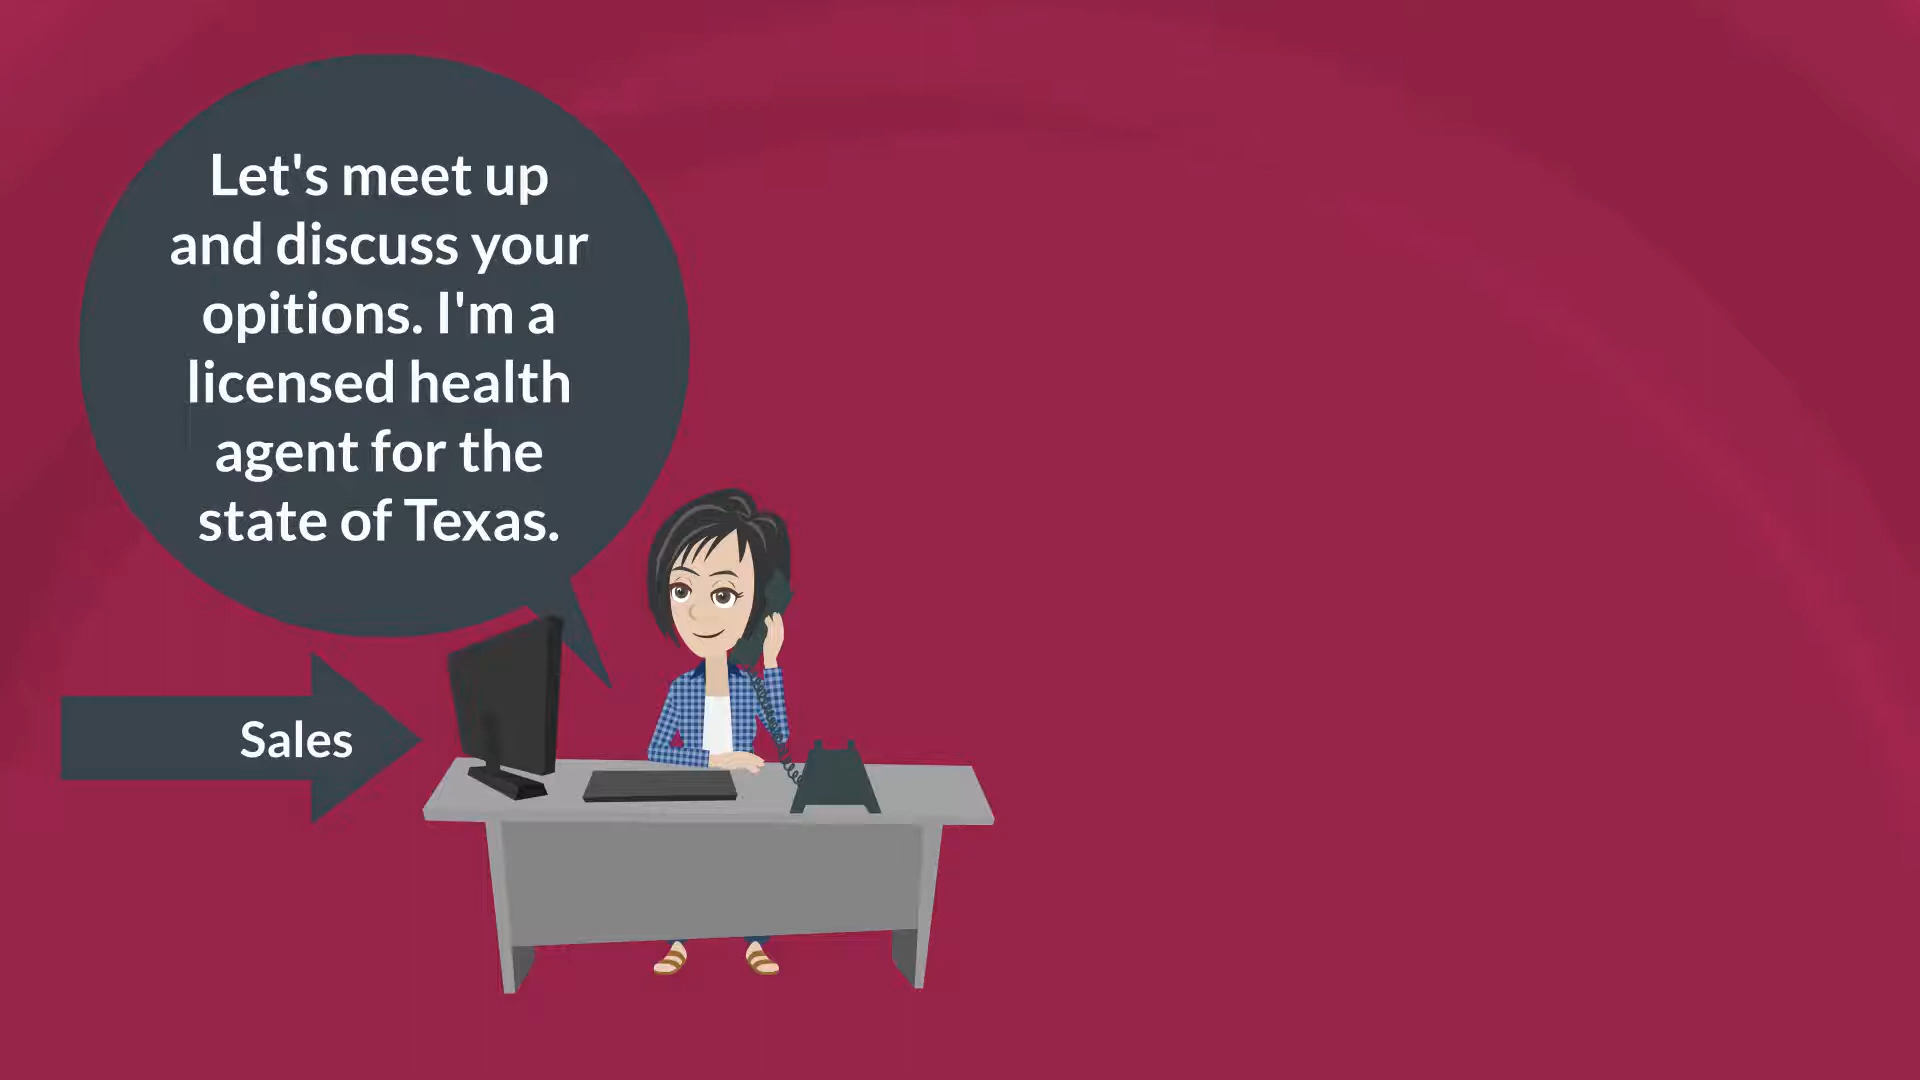 Let's meet up
and discuss your
opitions. I'm a
licensed health
agent for the
state of Texas.
Sales